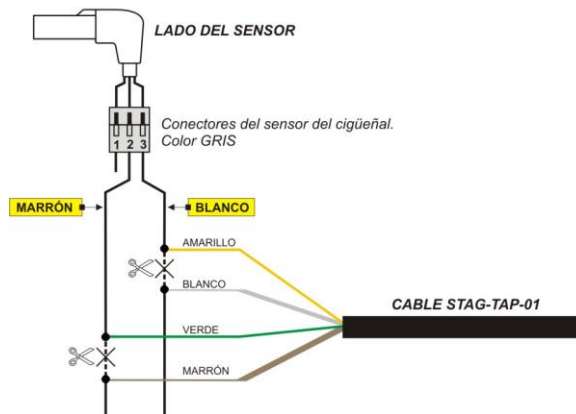 LADO DEL SENSOR
Conectores del sensor del cigüeñal.
Color GRIS
1 2 3
MARRÓN
BLANCO
AMARILLO
BLANCO
CABLE STAG-TAP-01
VERDE
MARRÓN